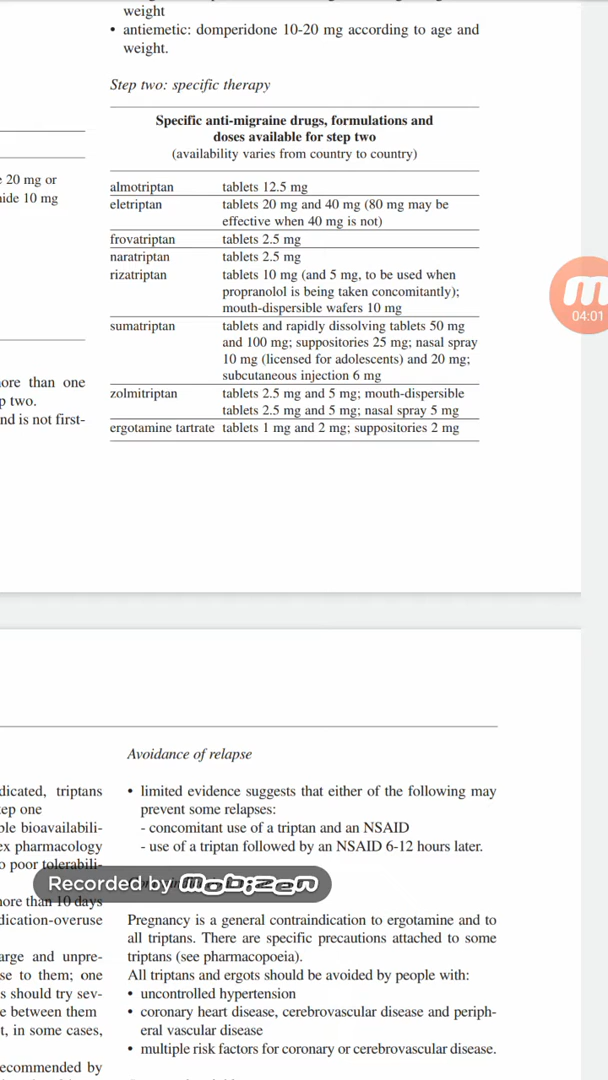 weight
• antiemetic: domperidone 10-20 mg according to age and
weight.
Step two: specific therapy
Specific anti-migraine drugs, formulations and
doses available for step two
(availability varies from country to country)
almotriptan tablets 12.5 mg
eletriptan tablets 20 mg and 40 mg (80 mg may be
effective when 40 mg is not)
frovatriptan tablets 2.5 mg
naratriptan tablets 2.5 mg
rizatriptan tablets 10 mg (and 5 mg, to be used when
propranolol is being taken concomitantly);
mouth-dispersible wafers 10 mg
sumatriptan tablets and rapidly dissolving tablets 50 mg
and 100 mg; suppositories 25 mg; nasal spray
10 mg (licensed for adolescents) and 20 mg;
subcutaneous injection 6 mg
zolmitriptan tablets 2.5 mg and 5 mg; mouth-dispersible
tablets 2.5 mg and 5 mg; nasal spray 5 mg
ergotamine tartrate tablets 1 mg and 2 mg; suppositories 2 mg
20 mg or
ide 10 mg
ore than one
p two.
nd is not first-
04:01
Avoidance of relapse
• limited evidence suggests that either of the following may
prevent some relapses:
- concomitant use of a triptan and an NSAID
- use of a triptan followed by an NSAID 6-12 hours later.
Recorded by mobizen
Pregnancy is a general contraindication to ergotamine and to
all triptans. There are specific precautions attached to some
triptans (see pharmacopoeia).
All triptans and ergots should be avoided by people with:
• uncontrolled hypertension
• coronary heart disease, cerebrovascular disease and periph-
eral vascular disease
• multiple risk factors for coronary or cerebrovascular disease.
dicated, triptans
ep one
ble bioavailabili-
ex pharmacology
o poor tolerabili-
ore than 10 days
dication-overuse
arge and unpre-
se to them; one
s should try sev-
e between them
t, in some cases,
ecommended by